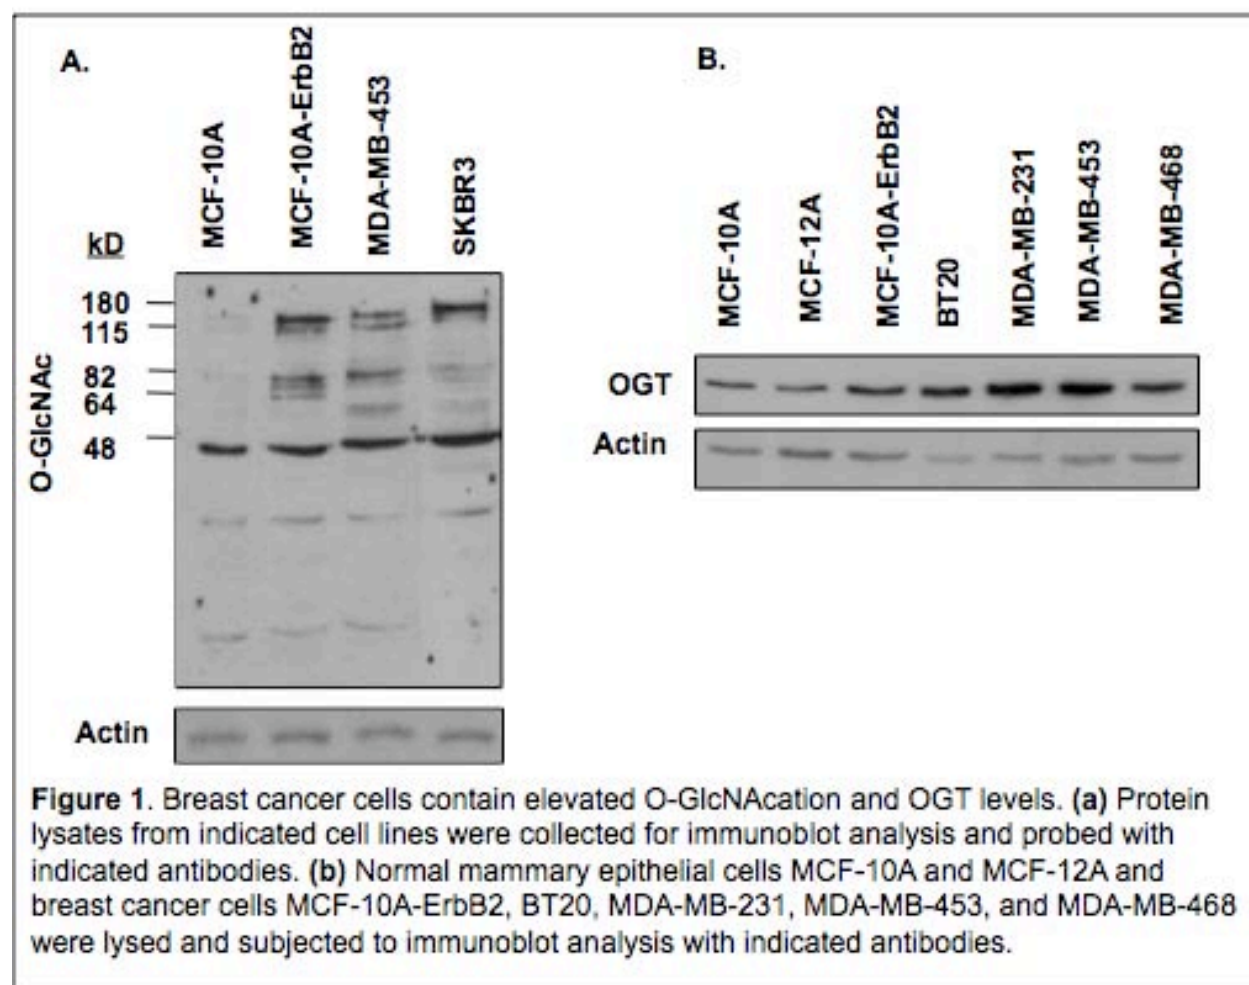 A.
MCF-10A
MCF-10A-ErbB2
MDA-MB-453
SKBR3
kD
180
115
82
64
48
O-GlcNAc
Actin
B.
MCF-10A
MCF-12A
MCF-10A-ErbB2
BT20
MDA-MB-231
MDA-MB-453
MDA-MB-468
OGT
Actin
Figure 1. Breast cancer cells contain elevated O-GlcNAcation and OGT levels. (a) Protein
lysates from indicated cell lines were collected for immunoblot analysis and probed with
indicated antibodies. (b) Normal mammary epithelial cells MCF-10A and MCF-12A and
breast cancer cells MCF-10A-ErbB2, BT20, MDA-MB-231, MDA-MB-453, and MDA-MB-468
were lysed and subjected to immunoblot analysis with indicated antibodies.